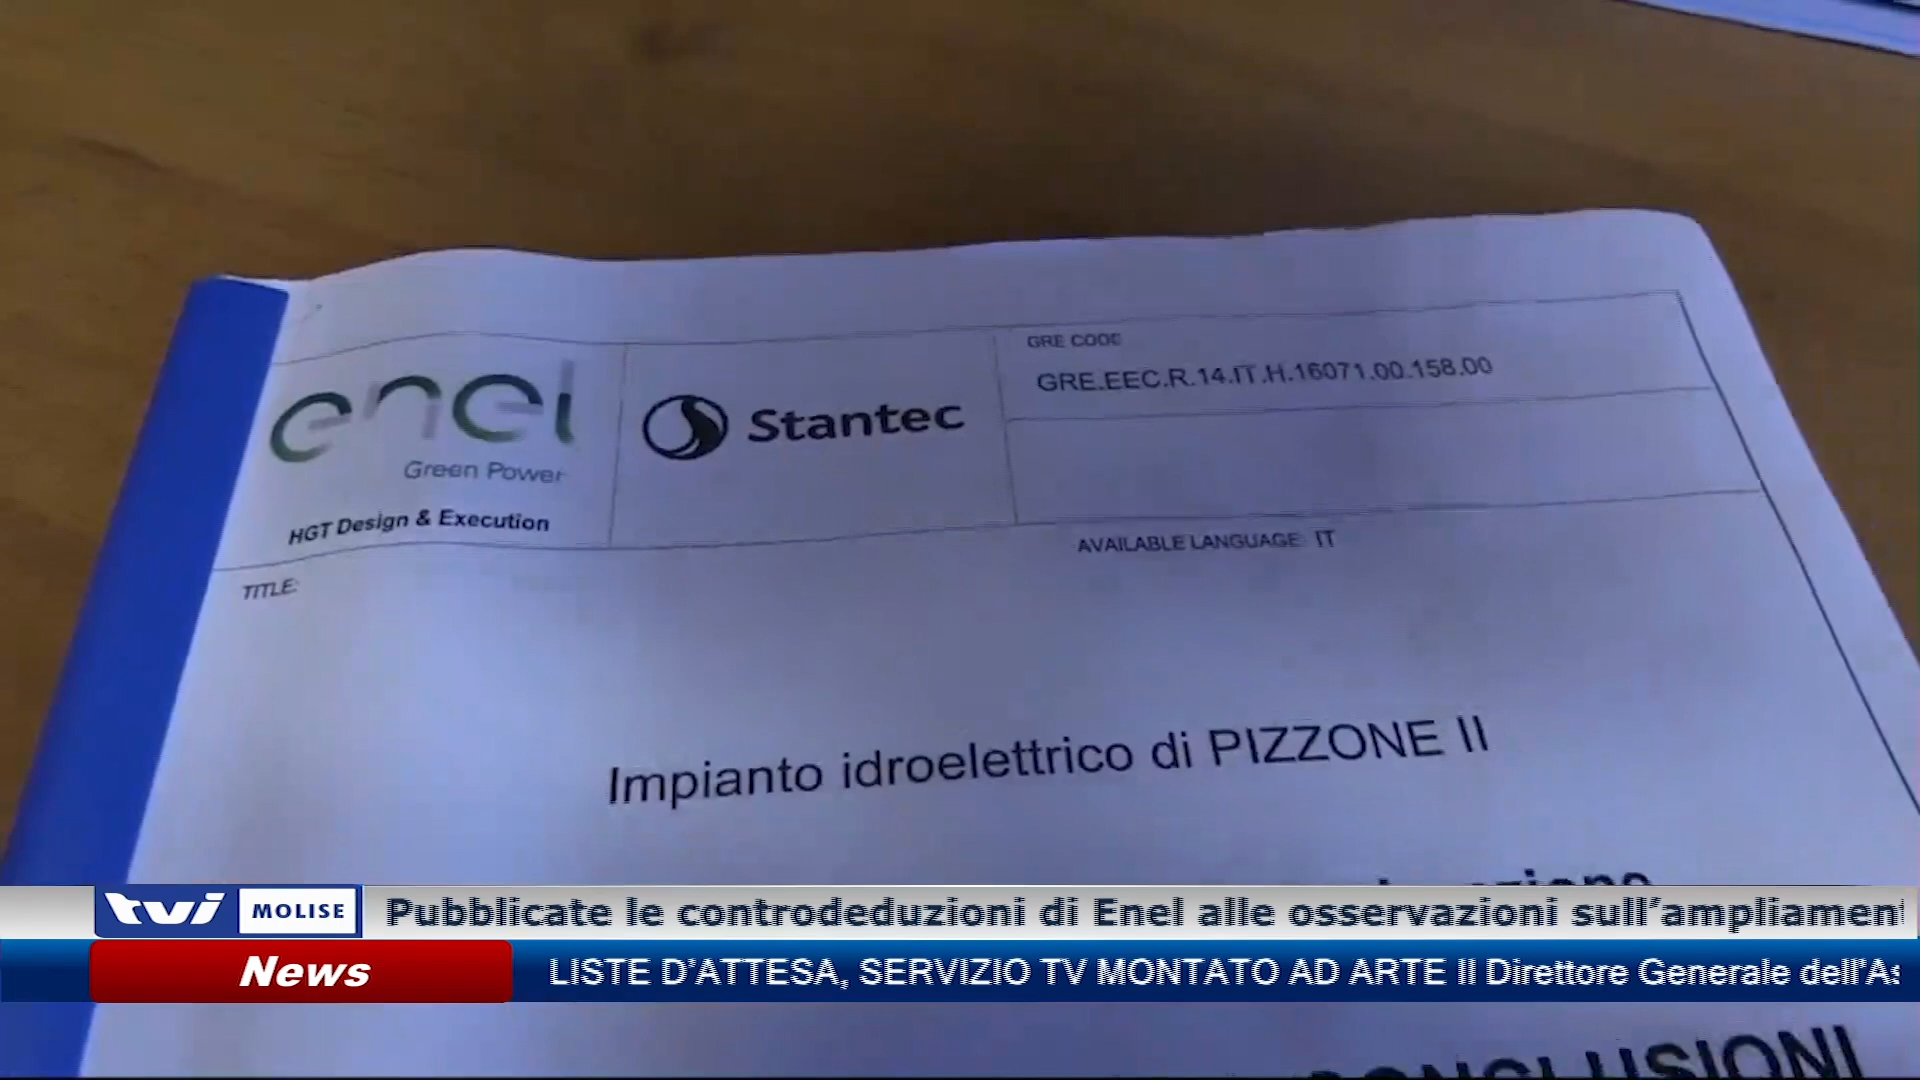 enel
Green Power
HGT Design & Execution
Stantec
GRE CODE
GRE.EEC.R.14.IT.H.16071.00.158.00
AVAILABLE LANGUAGE: IT
TITLE:
Impianto idroelettrico di PIZZONE II
tvi MOLISE
Pubblicate le controdeduzioni di Enel alle osservazioni sull’ampliament
News
LISTE D’ATTESA, SERVIZIO TV MONTATO AD ARTE Il Direttore Generale dell'As